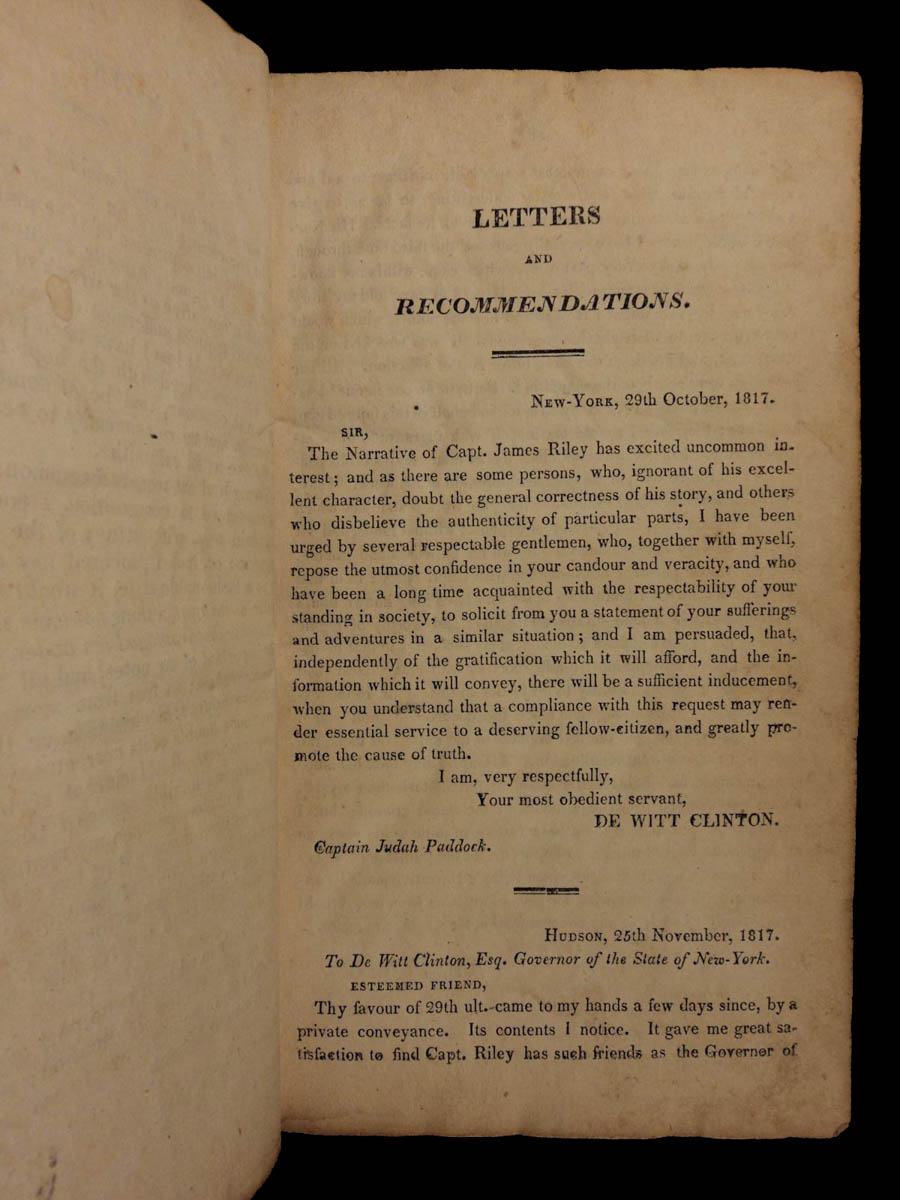 LETTERS
AND
RECOMMENDATIONS.
NEW-YORK, 29th October, 1817.
SIR,
The Narrative of Capt. James Riley has excited uncommon in-
terest; and as there are some persons, who, ignorant of his excel-
lent character, doubt the general correctness of his story, and others
who disbelieve the authenticity of particular parts, I have been
urged by several respectable gentlemen, who, together with myself,
repose the utmost confidence in your candour and veracity, and who
have been a long time acquainted with the respectability of your
standing in society, to solicit from you a statement of your sufferings
and adventures in a similar situation; and I am persuaded, that,
independently of the gratification which it will afford, and the in-
formation which it will convey, there will be a sufficient inducement,
when you understand that a compliance with this request may ren-
der essential service to a deserving fellow-citizen, and greatly pro-
mote the cause of truth.
I am, very respectfully,
Your most obedient servant,
DE WITT CLINTON.
Captain Judah Paddock.
HUDSON, 25th November, 1817.
To De Witt Clinton, Esq. Governor of the State of New-York.
ESTEEMED FRIEND,
Thy favour of 29th ult. came to my hands a few days since, by a
private conveyance. Its contents I notice. It gave me great sa-
tisfaction to find Capt. Riley has such friends as the Governor of